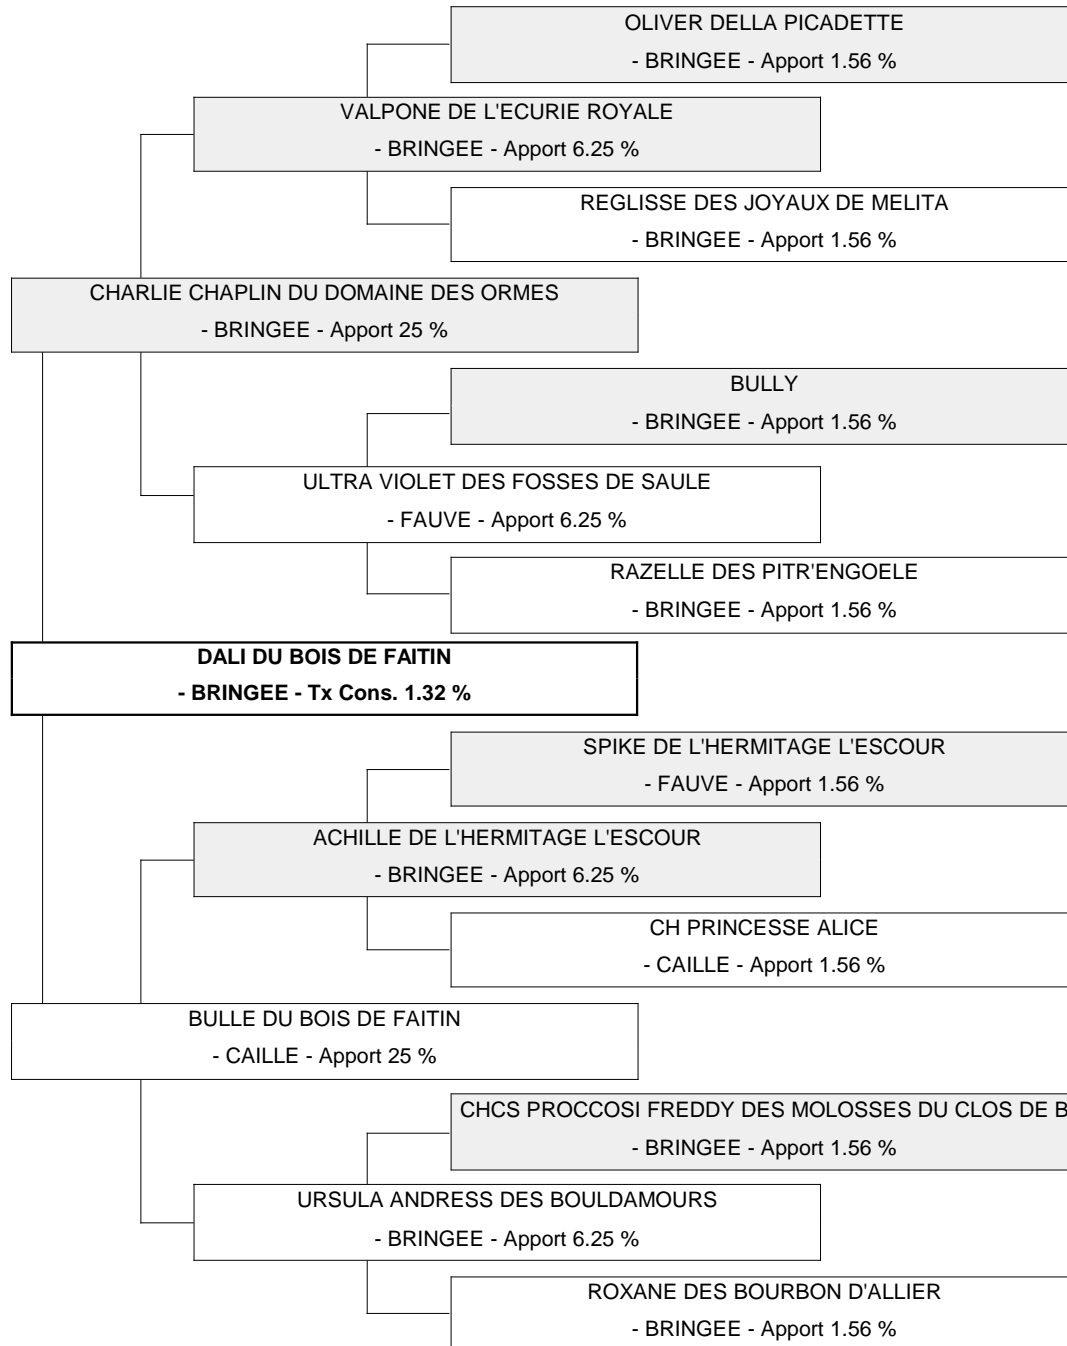 OLIVER DELLA PICADETTE
- BRINGEE - Apport 1.56 %
VALPONE DE L'ECURIE ROYALE
- BRINGEE - Apport 6.25 %
REGLISSE DES JOYAUX DE MELITA
- BRINGEE - Apport 1.56 %
CHARLIE CHAPLIN DU DOMAINE DES ORMES
- BRINGEE - Apport 25 %
BULLY
- BRINGEE - Apport 1.56 %
ULTRA VIOLET DES FOSSES DE SAULE
- FAUVE - Apport 6.25 %
RAZELLE DES PITR'ENGOELE
- BRINGEE - Apport 1.56 %
DALI DU BOIS DE FAITIN
- BRINGEE - Tx Cons. 1.32 %
SPIKE DE L'HERMITAGE L'ESCOUR
- FAUVE - Apport 1.56 %
ACHILLE DE L'HERMITAGE L'ESCOUR
- BRINGEE - Apport 6.25 %
CH PRINCESSE ALICE
- CAILLE - Apport 1.56 %
BULLE DU BOIS DE FAITIN
- CAILLE - Apport 25 %
CHCS PROCCOSI FREDDY DES MOLOSSES DU CLOS DE B
- BRINGEE - Apport 1.56 %
URSULA ANDRESS DES BOULDAMOURS
- BRINGEE - Apport 6.25 %
ROXANE DES BOURBON D'ALLIER
- BRINGEE - Apport 1.56 %